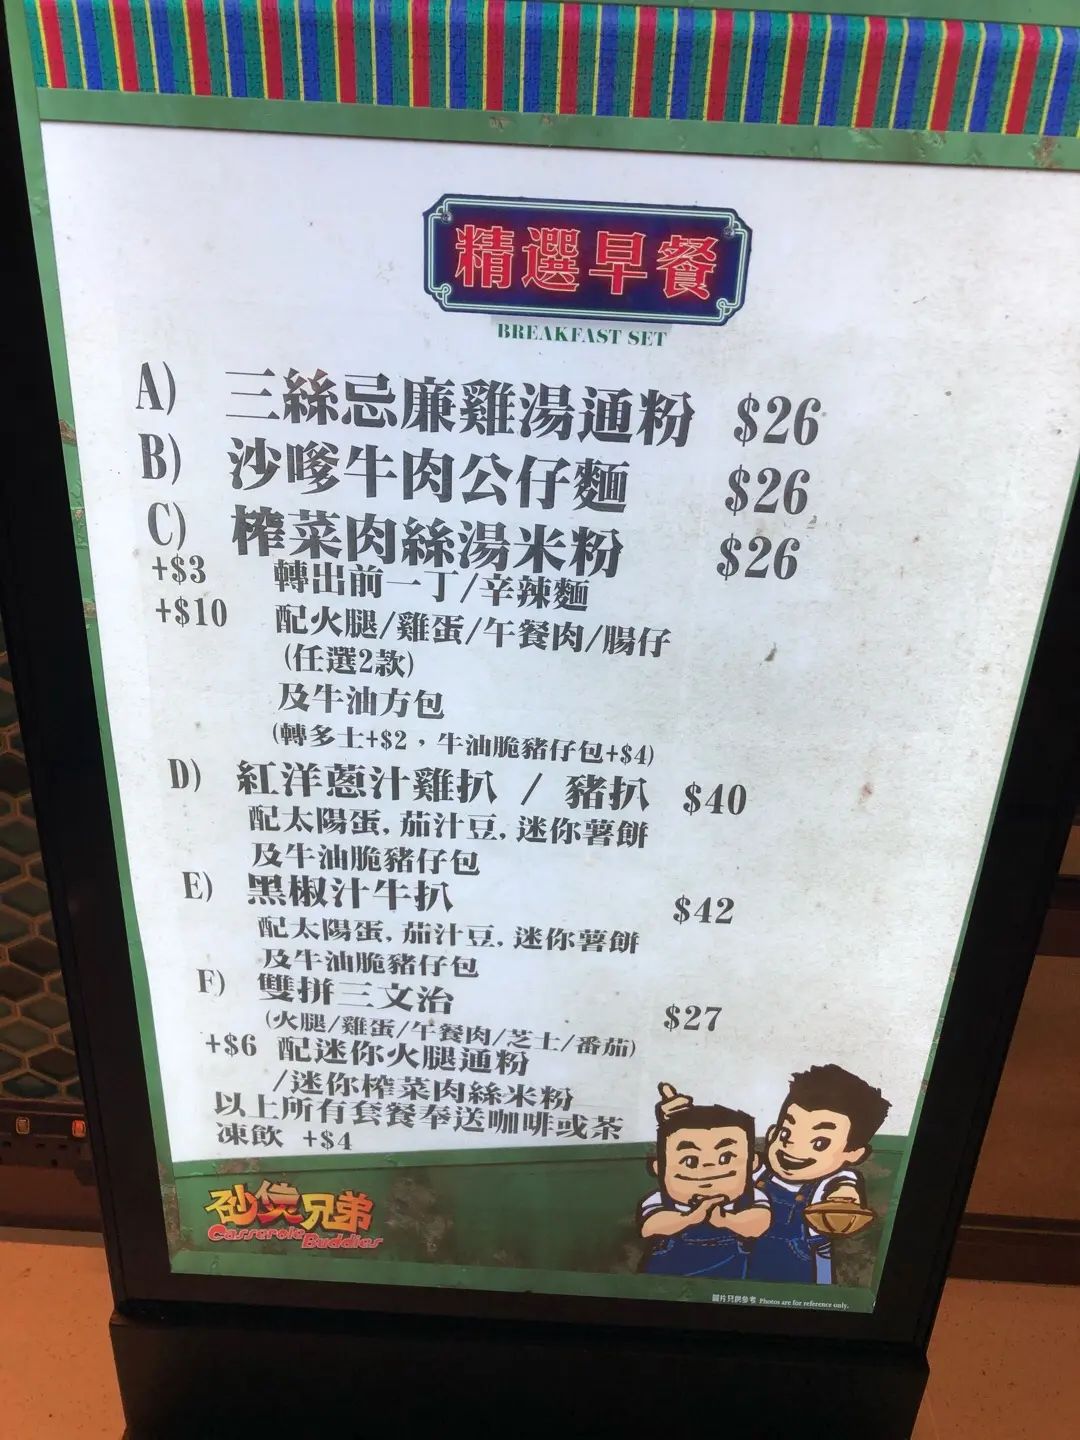 精選早餐
BREAKFAST SET
A) 三絲忌廉雞湯通粉 $26
B) 沙嗲牛肉公仔麵 $26
C) 榨菜肉絲湯米粉 $26
+$3 轉出前一丁/辛辣麵
+$10 配火腿/雞蛋/午餐肉/腸仔
(任選2款)
及牛油方包
(轉多士+$2，牛油脆豬仔包+$4)
D) 紅洋蔥汁雞扒 / 豬扒 $40
配太陽蛋, 茄汁豆, 迷你薯餅
及牛油脆豬仔包
E) 黑椒汁牛扒 $42
配太陽蛋, 茄汁豆, 迷你薯餅
及牛油脆豬仔包
F) 雙拼三文治 $27
(火腿/雞蛋/午餐肉/芝士/番茄)
+$6 配迷你火腿通粉
/迷你榨菜肉絲米粉
以上所有套餐奉送咖啡或茶
凍飲 +$4
砂煲兄弟
Casserole Buddies
圖片只供參考 Photos are for reference only.